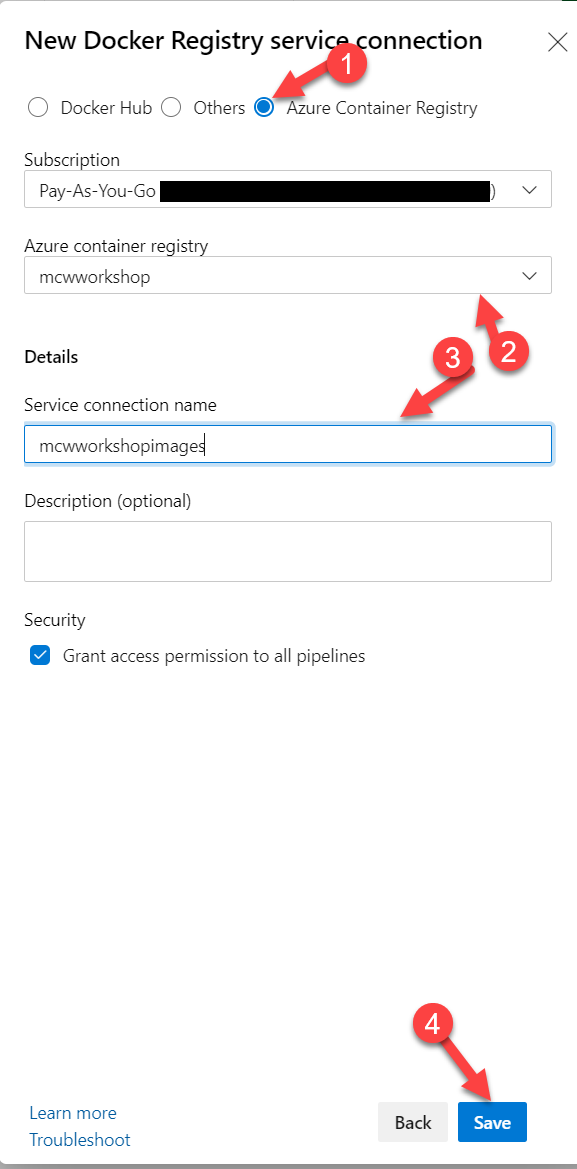 New Docker Registry service connection
1
Docker Hub Others Azure Container Registry
Subscription
Pay-As-You-Go )
Azure container registry
mcwworkshop
2
Details
3
Service connection name
mcwworkshopimages
Description (optional)
Security
Grant access permission to all pipelines
4
Learn more
Back Save
Troubleshoot